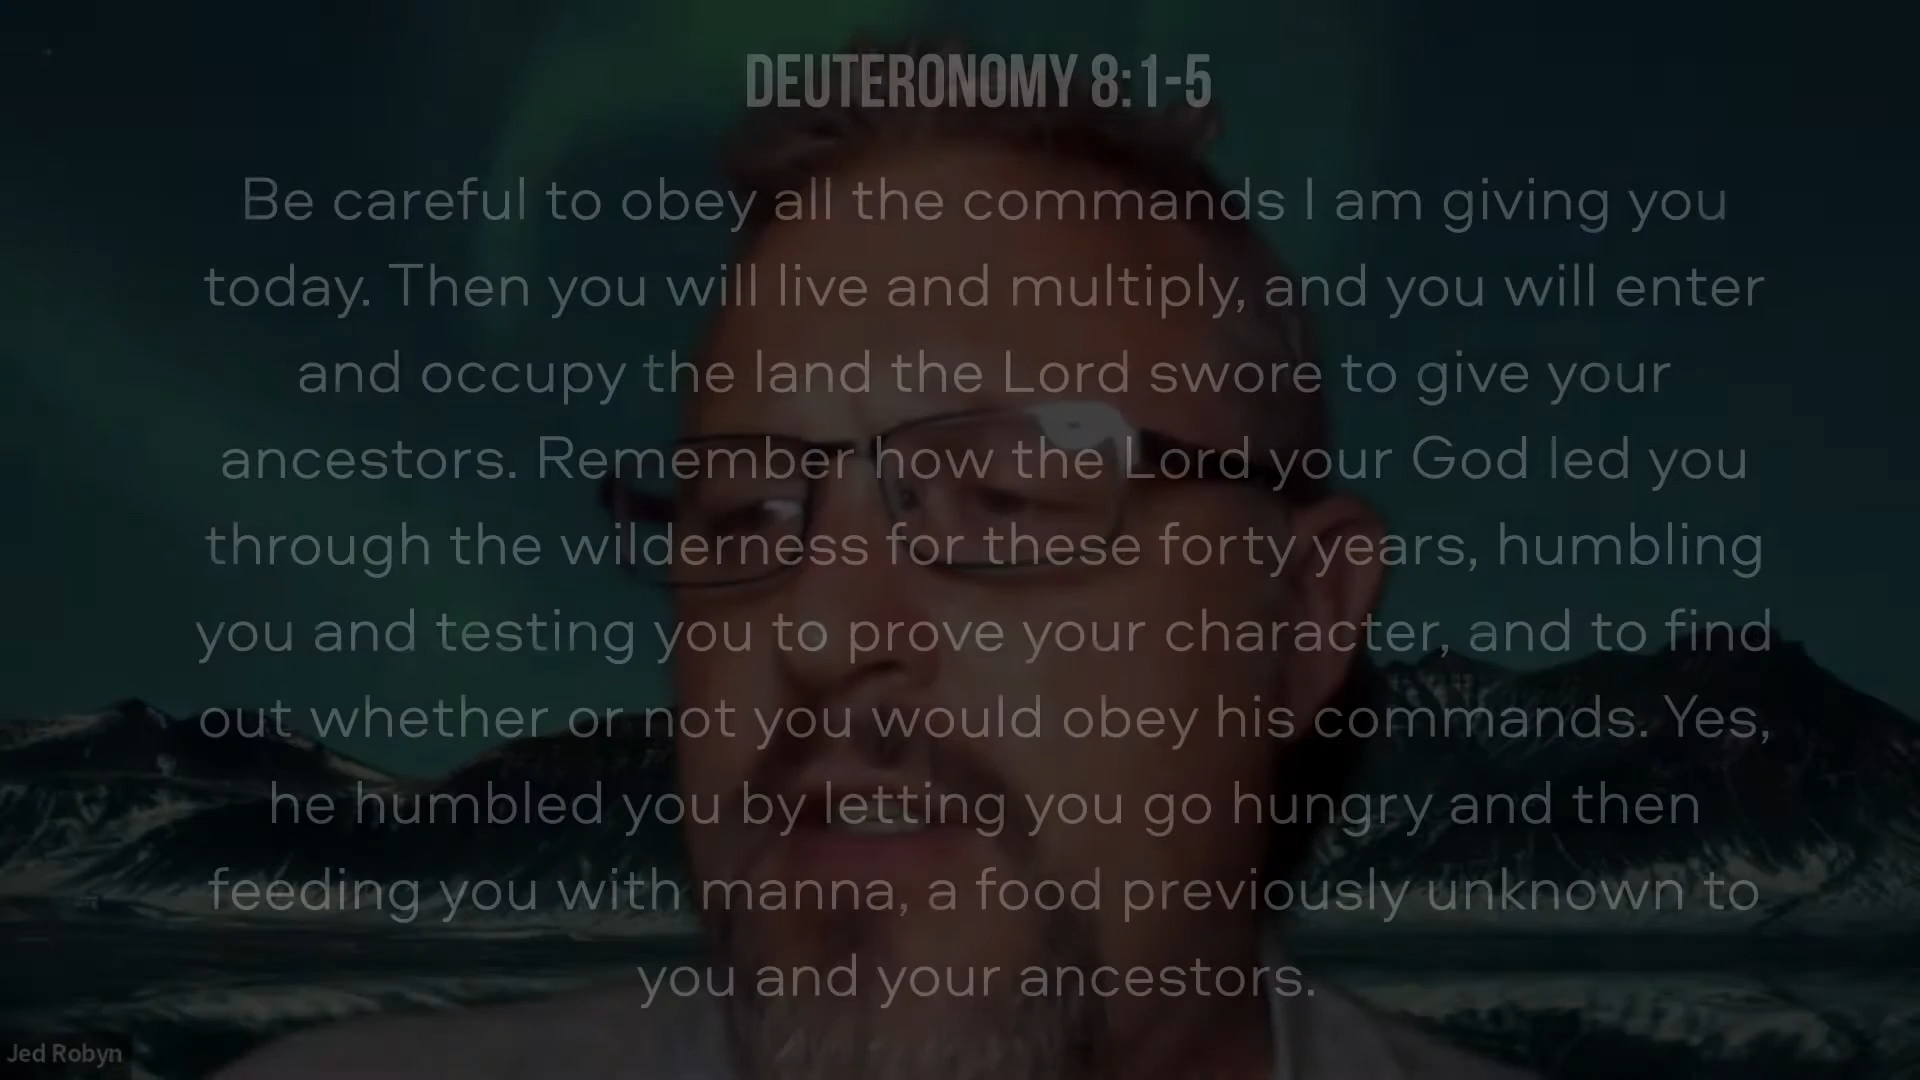 DEUTERONOMY 8:1-5
Be careful to obey all the commands I am giving you
today. Then you will live and multiply, and you will enter
and occupy the land the Lord swore to give your
ancestors. Remember how the Lord your God led you
through the wilderness for these forty years, humbling
you and testing you to prove your character, and to find
out whether or not you would obey his commands. Yes,
he humbled you by letting you go hungry and then
feeding you with manna, a food previously unknown to
you and your ancestors.
Jed Robyn